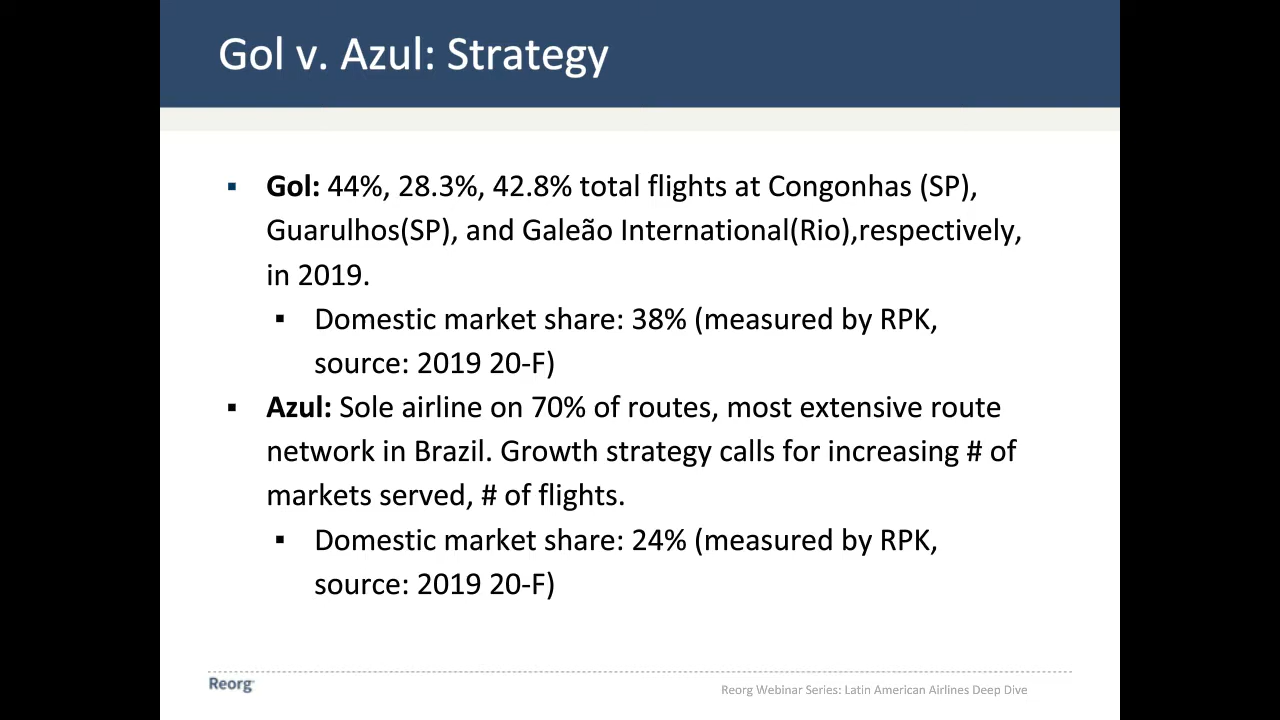 Gol v. Azul: Strategy
▪ Gol: 44%, 28.3%, 42.8% total flights at Congonhas (SP),
Guarulhos(SP), and Galeão International(Rio),respectively,
in 2019.
▪ Domestic market share: 38% (measured by RPK,
source: 2019 20-F)
▪ Azul: Sole airline on 70% of routes, most extensive route
network in Brazil. Growth strategy calls for increasing # of
markets served, # of flights.
▪ Domestic market share: 24% (measured by RPK,
source: 2019 20-F)
Reorg
Reorg Webinar Series: Latin American Airlines Deep Dive